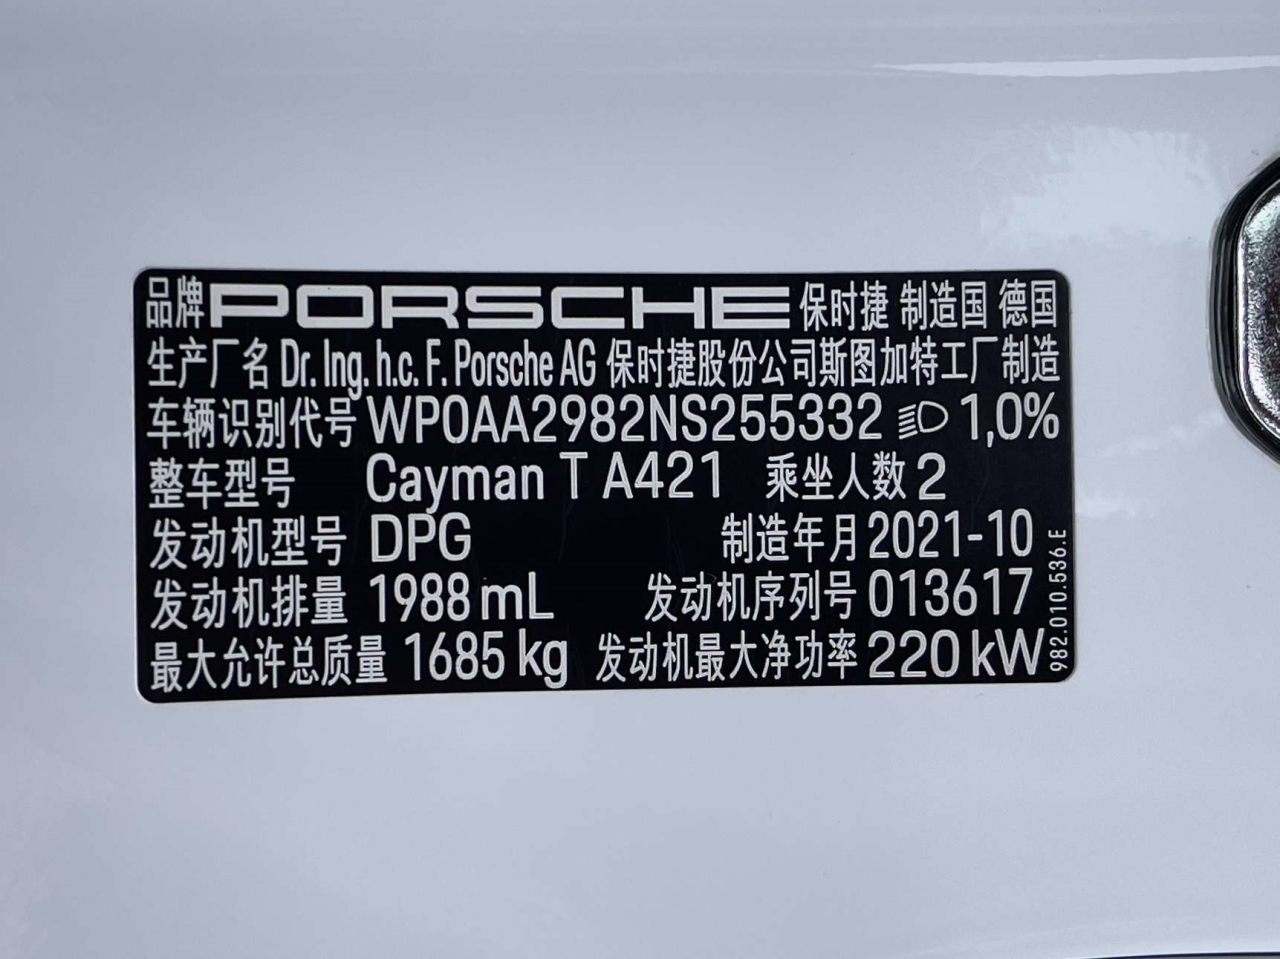 品牌 PORSCHE 保时捷 制造国 德国
生产厂名 Dr. Ing. h.c. F. Porsche AG 保时捷股份公司斯图加特工厂制造
车辆识别代号 WP0AA2982NS255332 1,0%
整车型号 Cayman T A421 乘坐人数 2
发动机型号 DPG 制造年月 2021-10
发动机排量 1988 mL 发动机序列号 013617
最大允许总质量 1685 kg 发动机最大净功率 220 kW
982.010.536.E